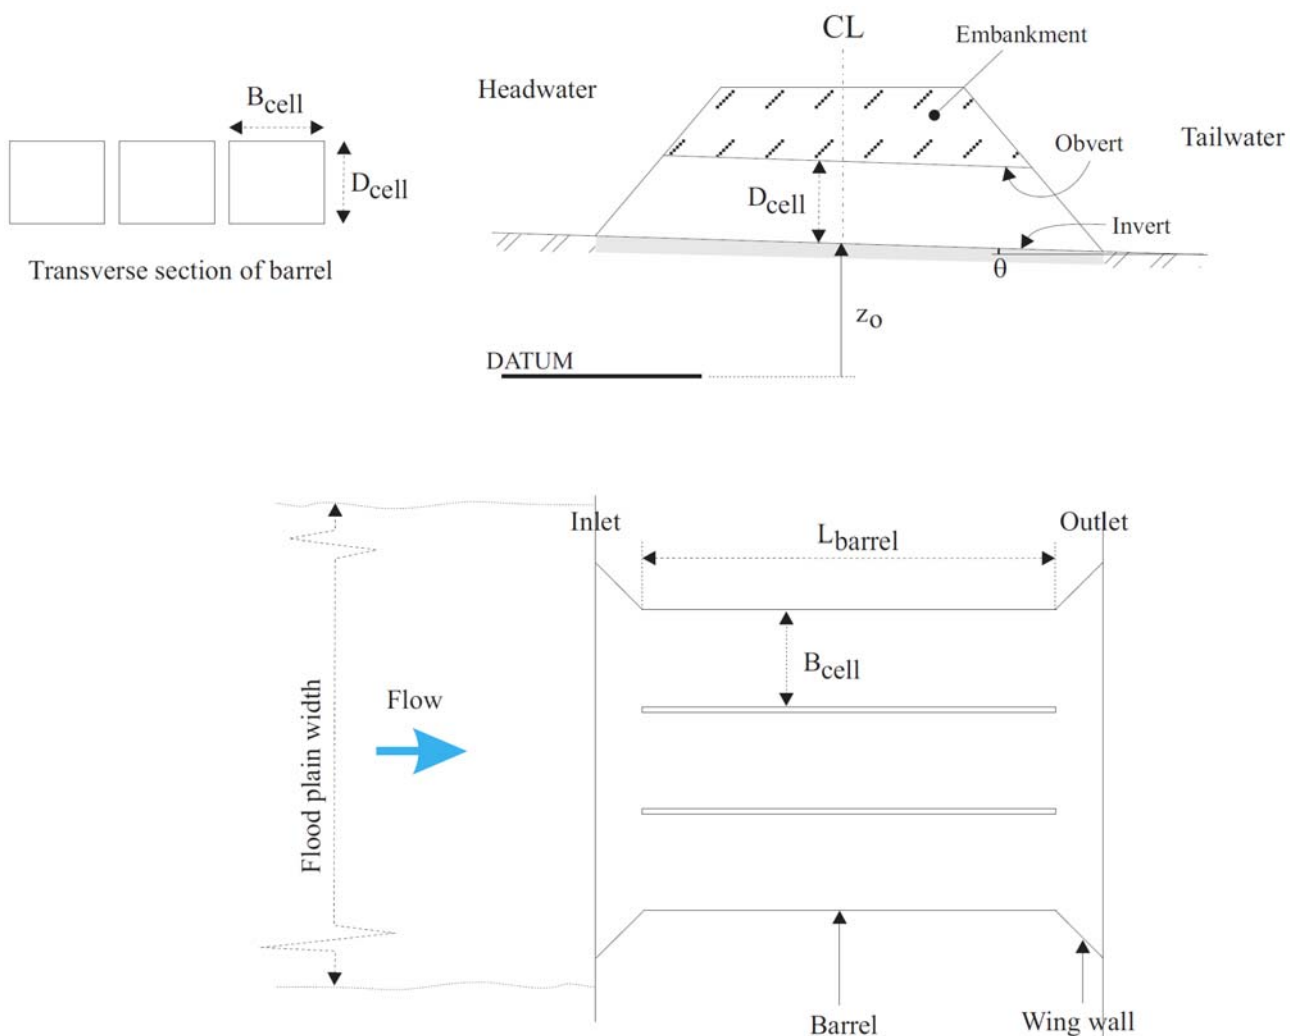 CL
Embankment
Headwater
Bcell
Obvert
Tailwater
Dcell
Dcell
Invert
Transverse section of barrel
θ
zo
DATUM
Inlet
Lbarrel
Outlet
Bcell
Flood plain width
Flow
Barrel
Wing wall